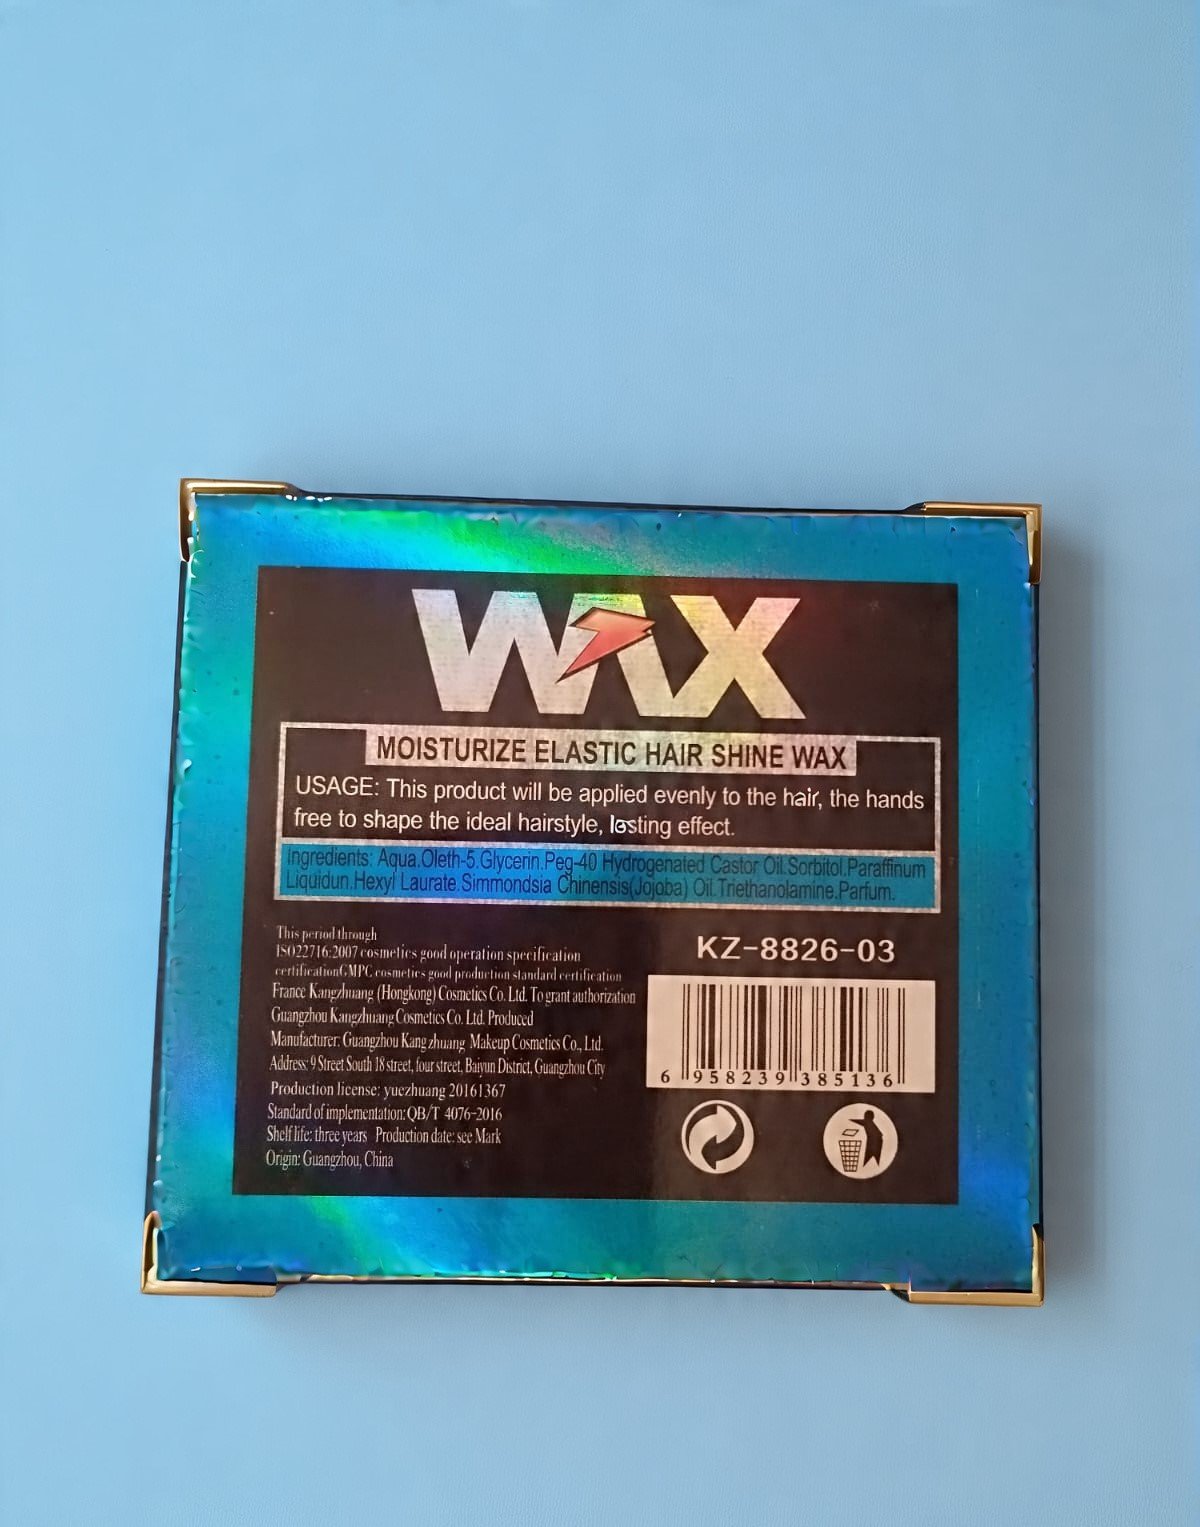 WAX
MOISTURIZE ELASTIC HAIR SHINE WAX
USAGE: This product will be applied evenly to the hair, the hands
free to shape the ideal hairstyle, lasting effect.
Ingredients: Aqua.Oleth-5.Glycerin.Peg-40 Hydrogenated Castor Oil.Sorbitol.Paraffinum
Liquidun.Hexyl Laurate.Simmondsia Chinensis(Jojoba) Oil.Triethanolamine.Parfum.
This period through
ISO22716:2007 cosmetics good operation specification
certificationGMPC cosmetics good production standard certification
France Kangzhuang (Hongkong) Cosmetics Co. Ltd. To grant authorization
Guangzhou Kangzhuang Cosmetics Co. Ltd. Produced
Manufacturer: Guangzhou Kang zhuang Makeup Cosmetics Co., Ltd.
Address: 9 Street South 18 street, four street, Baiyun District, Guangzhou City
Production license: yuezhuang 20161367
Standard of implementation: QB/T 4076-2016
Shelf life: three years Production date: see Mark
Origin: Guangzhou, China
KZ-8826-03
6 958239 385136